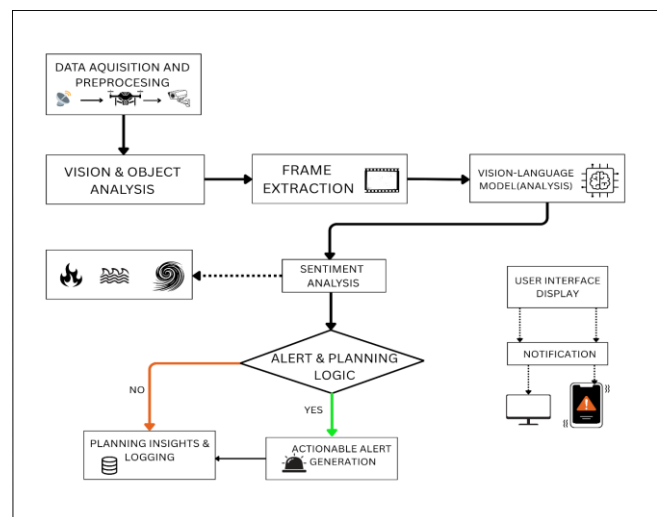 DATA AQUISITION AND
PREPROCESING
VISION & OBJECT
ANALYSIS
FRAME
EXTRACTION
VISION-LANGUAGE
MODEL(ANALYSIS)
SENTIMENT
ANALYSIS
USER INTERFACE
DISPLAY
NOTIFICATION
ALERT & PLANNING
LOGIC
NO
YES
PLANNING INSIGHTS &
LOGGING
ACTIONABLE ALERT
GENERATION